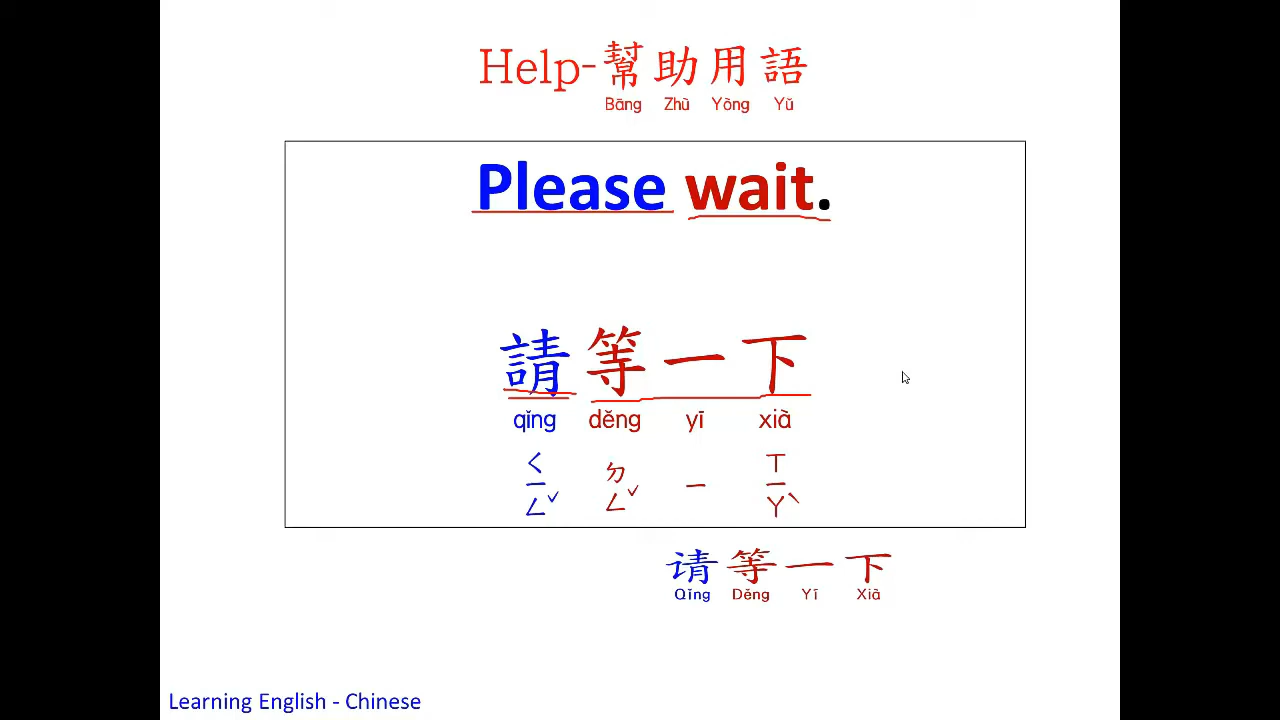 Help-幫助用語
Bāng Zhù Yòng Yǔ
Please wait.
請等一下
qǐng děng yī xià
ㄑㄧㄥˇ ㄉㄥˇ ㄧ ㄒㄧㄚˋ
请等一下
Qǐng Děng Yī Xià
Learning English - Chinese